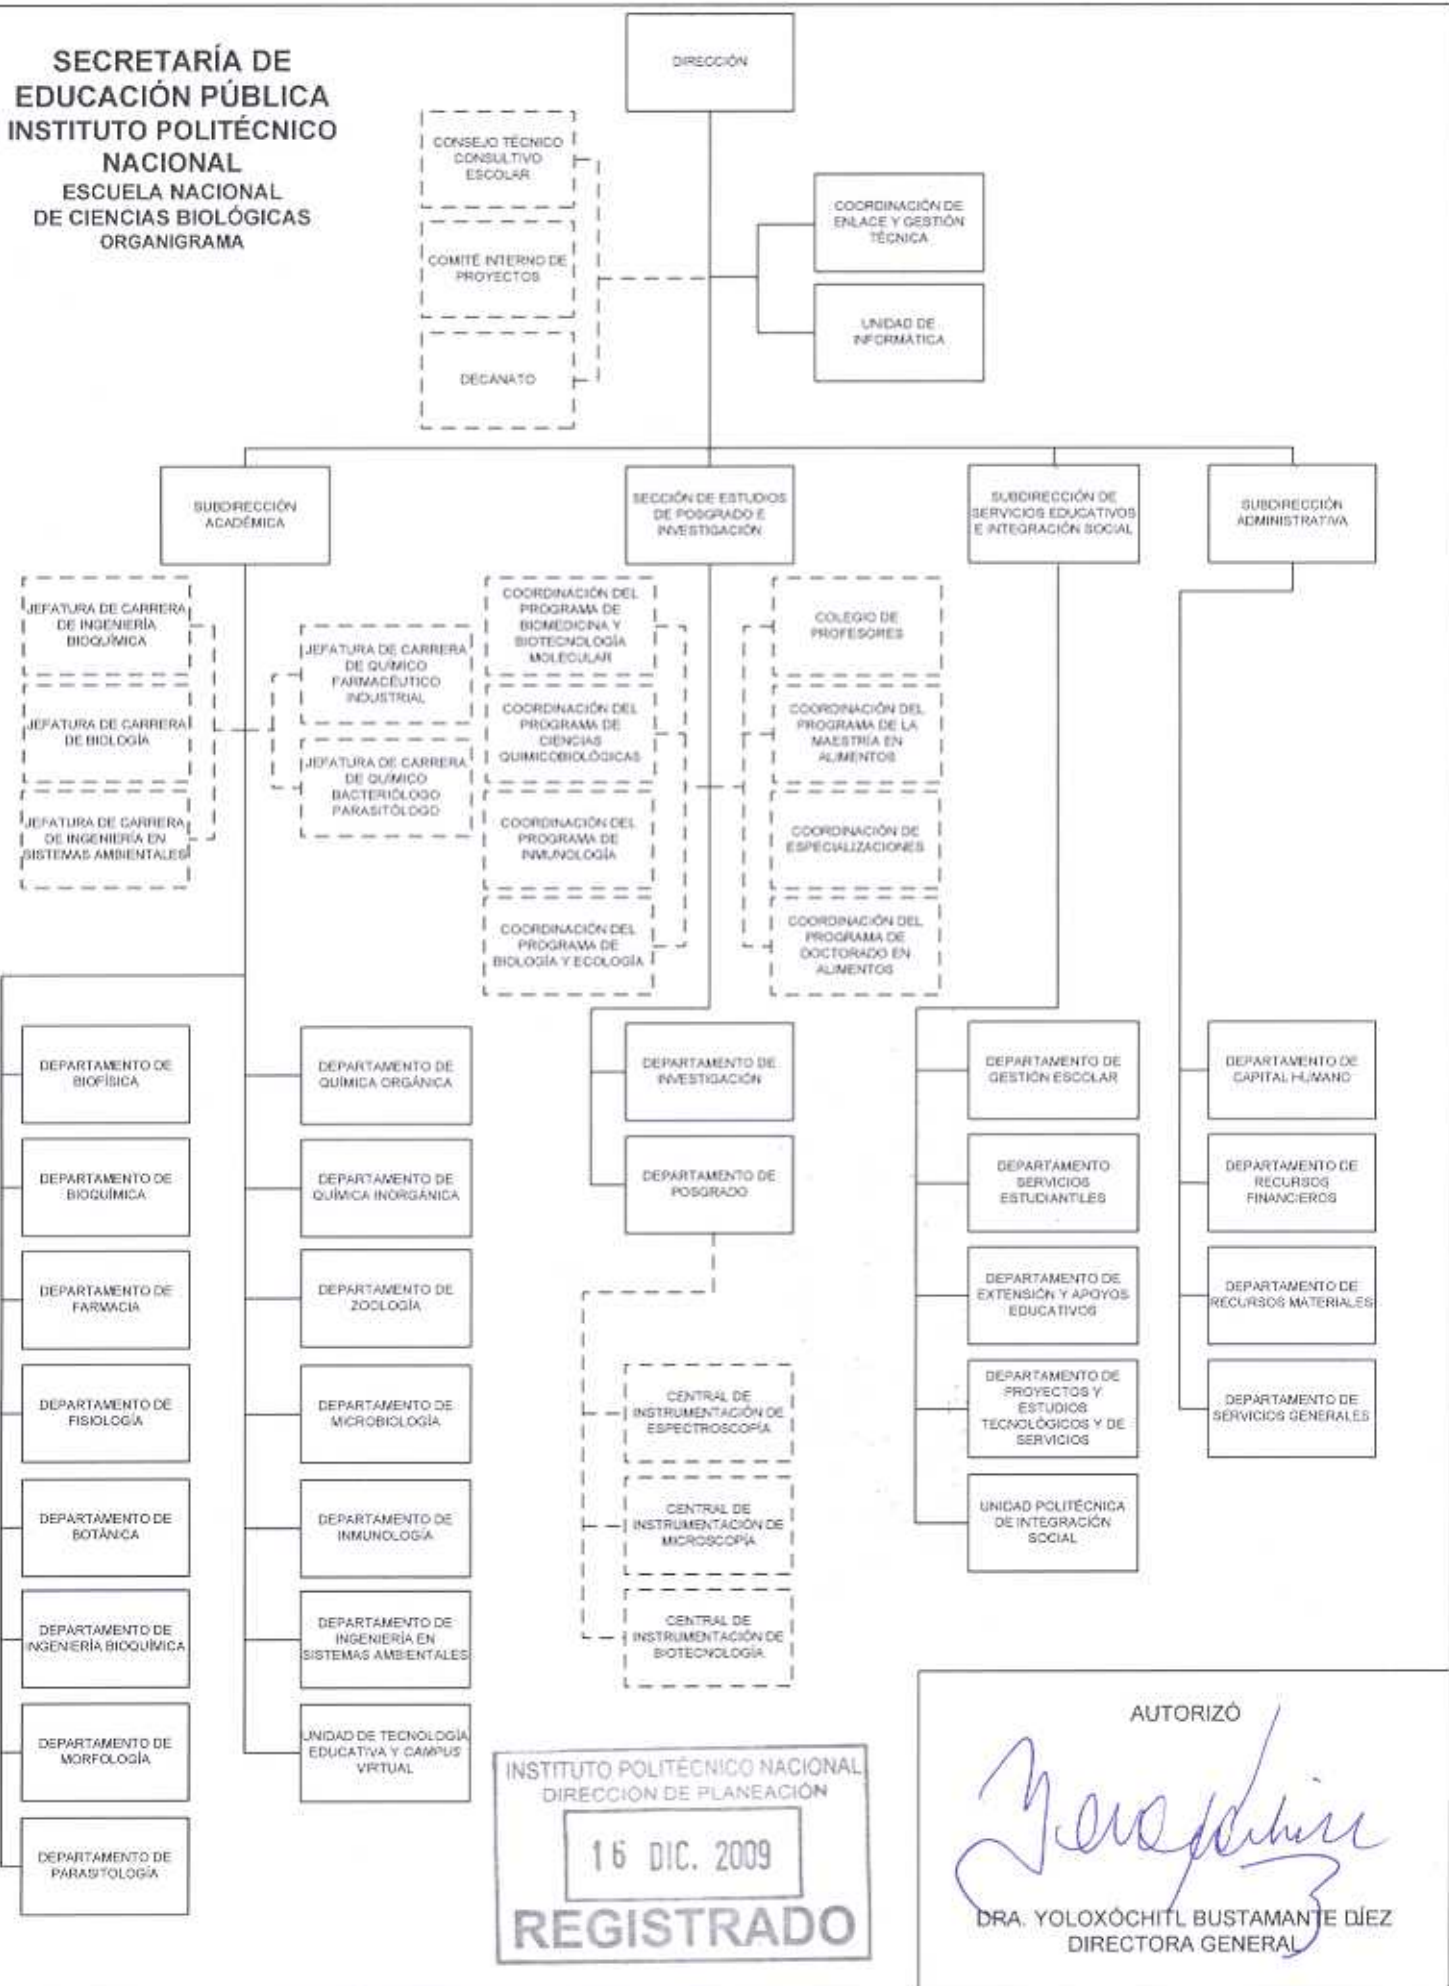 SECRETARÍA DE
EDUCACIÓN PÚBLICA
INSTITUTO POLITÉCNICO
NACIONAL
ESCUELA NACIONAL
DE CIENCIAS BIOLÓGICAS
ORGANIGRAMA
DIRECCIÓN
CONSEJO TÉCNICO
CONSULTIVO
ESCOLAR
COMITÉ INTERNO DE
PROYECTOS
DECANATO
COORDINACIÓN DE
ENLACE Y GESTIÓN
TÉCNICA
UNIDAD DE
INFORMÁTICA
SUBDIRECCIÓN
ACADÉMICA
SECCIÓN DE ESTUDIOS
DE POSGRADO E
INVESTIGACIÓN
SUBDIRECCIÓN DE
SERVICIOS EDUCATIVOS
E INTEGRACIÓN SOCIAL
SUBDIRECCIÓN
ADMINISTRATIVA
JEFATURA DE CARRERA
DE INGENIERÍA
BIOQUÍMICA
JEFATURA DE CARRERA
DE BIOLOGÍA
JEFATURA DE CARRERA
DE INGENIERÍA EN
SISTEMAS AMBIENTALES
JEFATURA DE CARRERA
DE QUÍMICO
FARMACÉUTICO
INDUSTRIAL
JEFATURA DE CARRERA
DE QUÍMICO
BACTERIÓLOGO
PARASITÓLOGO
COORDINACIÓN DEL
PROGRAMA DE
BIOMEDICINA Y
BIOTECNOLOGÍA
MOLECULAR
COORDINACIÓN DEL
PROGRAMA DE
CIENCIAS
QUIMICOBIOLÓGICAS
COORDINACIÓN DEL
PROGRAMA DE
INMUNOLOGÍA
COORDINACIÓN DEL
PROGRAMA DE
BIOLOGÍA Y ECOLOGÍA
COLEGIO DE
PROFESORES
COORDINACIÓN DEL
PROGRAMA DE LA
MAESTRÍA EN
ALIMENTOS
COORDINACIÓN DE
ESPECIALIZACIONES
COORDINACIÓN DEL
PROGRAMA DE
DOCTORADO EN
ALIMENTOS
DEPARTAMENTO DE
BIOFÍSICA
DEPARTAMENTO DE
BIOQUÍMICA
DEPARTAMENTO DE
FARMACIA
DEPARTAMENTO DE
FISIOLOGÍA
DEPARTAMENTO DE
BOTÁNICA
DEPARTAMENTO DE
INGENIERÍA BIOQUÍMICA
DEPARTAMENTO DE
MORFOLOGÍA
DEPARTAMENTO DE
PARASITOLOGÍA
DEPARTAMENTO DE
QUÍMICA ORGÁNICA
DEPARTAMENTO DE
QUÍMICA INORGÁNICA
DEPARTAMENTO DE
ZOOLOGÍA
DEPARTAMENTO DE
MICROBIOLOGÍA
DEPARTAMENTO DE
INMUNOLOGÍA
DEPARTAMENTO DE
INGENIERÍA EN
SISTEMAS AMBIENTALES
UNIDAD DE TECNOLOGÍA
EDUCATIVA Y CAMPUS
VIRTUAL
DEPARTAMENTO DE
INVESTIGACIÓN
DEPARTAMENTO DE
POSGRADO
CENTRAL DE
INSTRUMENTACIÓN DE
ESPECTROSCOPÍA
CENTRAL DE
INSTRUMENTACIÓN DE
MICROSCOPÍA
CENTRAL DE
INSTRUMENTACIÓN DE
BIOTECNOLOGÍA
DEPARTAMENTO DE
GESTIÓN ESCOLAR
DEPARTAMENTO
SERVICIOS
ESTUDIANTILES
DEPARTAMENTO DE
EXTENSIÓN Y APOYOS
EDUCATIVOS
DEPARTAMENTO DE
PROYECTOS Y
ESTUDIOS
TECNOLÓGICOS Y DE
SERVICIOS
UNIDAD POLITÉCNICA
DE INTEGRACIÓN
SOCIAL
DEPARTAMENTO DE
CAPITAL HUMANO
DEPARTAMENTO DE
RECURSOS
FINANCIEROS
DEPARTAMENTO DE
RECURSOS MATERIALES
DEPARTAMENTO DE
SERVICIOS GENERALES
INSTITUTO POLITÉCNICO NACIONAL
DIRECCION DE PLANEACIÓN
16 DIC. 2009
REGISTRADO
AUTORIZÓ
DRA. YOLOXÓCHITL BUSTAMANTE DÍEZ
DIRECTORA GENERAL